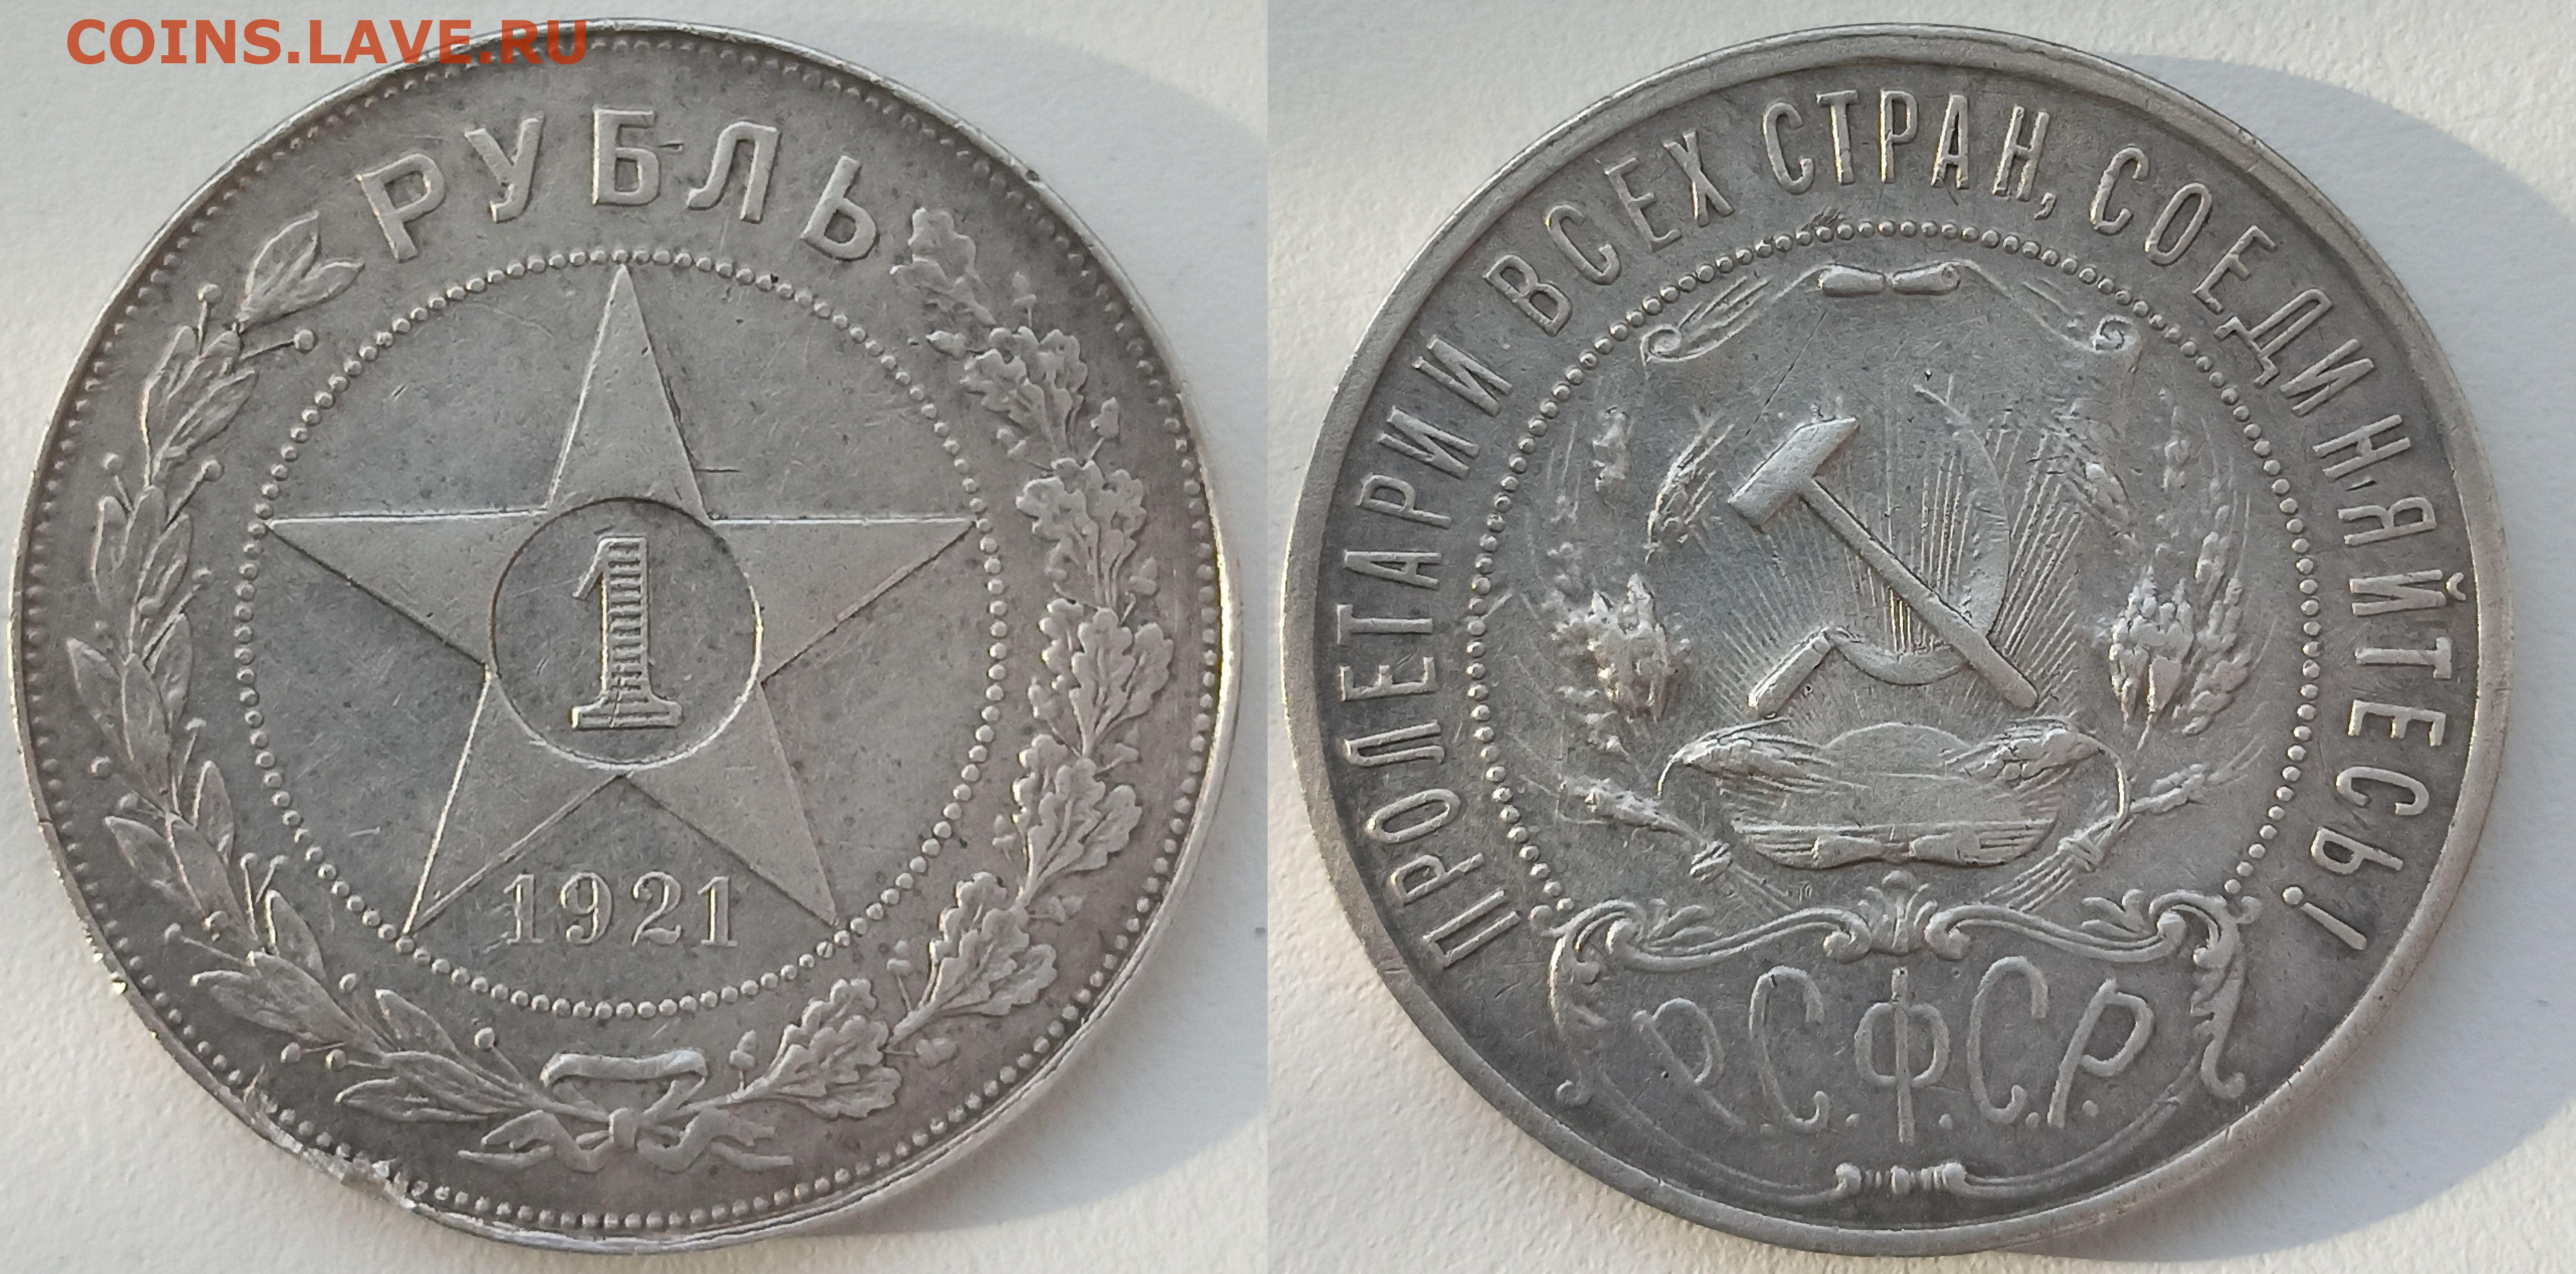 COINS.LAVE.RU
РУБЛЬ
1
1921
ПРОЛЕТАРИИ ВСЕХ СТРАН, СОЕДИНЯЙТЕСЬ!
Р.С.Ф.С.Р.